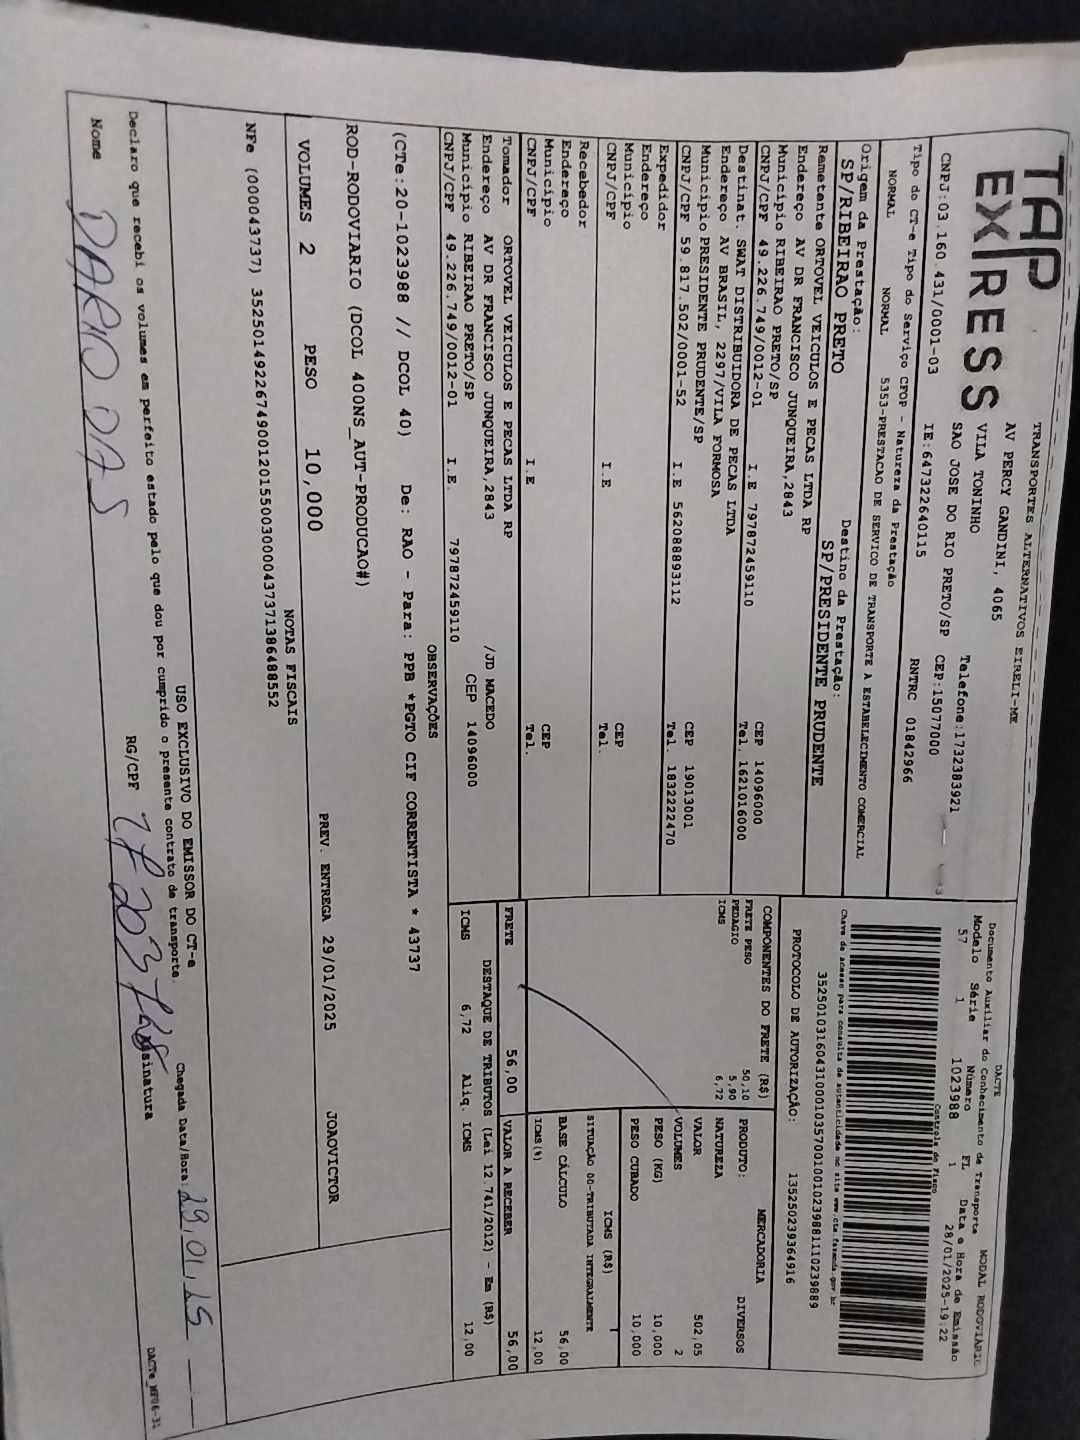 TAP
EXPRESS
TRANSPORTES ALTERNATIVOS EIRELI-ME
AV PERCY GANDINI, 4065
VILA TONINHO
SAO JOSE DO RIO PRETO/SP CEP:15077000
Telefone:1732383921
CNPJ:03.160.431/0001-03 IE:647322640115 RNTRC 01842966
Tipo do CT-e Tipo do Serviço CFOP - Natureza da Prestação
NORMAL NORMAL 5353-PRESTACAO DE SERVICO DE TRANSPORTE A ESTABELECIMENTO COMERCIAL
Origem da Prestação: Destino da Prestação:
SP/RIBEIRAO PRETO SP/PRESIDENTE PRUDENTE
Remetente ORTOVEL VEICULOS E PECAS LTDA RP
Endereço AV DR FRANCISCO JUNQUEIRA,2843
Município RIBEIRAO PRETO/SP CEP 14096000
CNPJ/CPF 49.226.749/0012-01 I.E 797872459110 Tel. 1621016000
Destinat. SWAT DISTRIBUIDORA DE PECAS LTDA
Endereço AV BRASIL, 2297/VILA FORMOSA
Município PRESIDENTE PRUDENTE/SP CEP 19013001
CNPJ/CPF 59.817.502/0001-52 I.E 562088893112 Tel. 1832222470
Expedidor
Endereço
Município CEP
CNPJ/CPF I.E Tel.
Recebedor
Endereço
Município CEP
CNPJ/CPF I.E Tel.
Tomador ORTOVEL VEICULOS E PECAS LTDA RP
Endereço AV DR FRANCISCO JUNQUEIRA,2843 /JD MACEDO
Município RIBEIRAO PRETO/SP CEP 14096000
CNPJ/CPF 49.226.749/0012-01 I.E. 797872459110
DACTE MODAL RODOVIÁRIO
Documento Auxiliar do Conhecimento de Transporte
Modelo Série Número FL Data e Hora de Emissão
57 1 1023988 1 28/01/2025-19:22
Controle do Fisco
Chave de acesso para consulta de autenticidade no site www.cte.fazenda.gov.br
35250103160431000103570010010239881110239889
PROTOCOLO DE AUTORIZAÇÃO: 135250239364916
COMPONENTES DO FRETE (R$)
FRETE PESO 50,10
PEDAGIO 5,90
ICMS 6,72
MERCADORIA
PRODUTO: DIVERSOS
NATUREZA
VALOR 502,05
VOLUMES 2
PESO (KG) 10,000
PESO CUBADO 10,000
ICMS (R$)
SITUAÇÃO 00-TRIBUTADA INTEGRALMENTE
BASE CÁLCULO 56,00
ICMS(%) 12,00
FRETE 56,00 VALOR A RECEBER 56,00
DESTAQUE DE TRIBUTOS (Lei 12.741/2012) - Em (R$)
ICMS 6,72 Aliq. ICMS 12,00
OBSERVAÇÕES
(CTe:20-1023988 // DCOL 40) De: RAO - Para: PPB *PGTO CIF CORRENTISTA * 43737
ROD-RODOVIARIO (DCOL 400NS_AUT-PRODUCAO#)
VOLUMES 2 PESO 10,000 PREV. ENTREGA 29/01/2025 JOAOVICTOR
NOTAS FISCAIS
NFe (000043737) 35250149226749001201550030000437371386488552
USO EXCLUSIVO DO EMISSOR DO CT-e
Declaro que recebi os volumes em perfeito estado pelo que dou por cumprido o presente contrato de transporte.
Chegada Data/Hora:
Nome DARIO DIAS RG/CPF Assinatura
DACTe_MF06-31